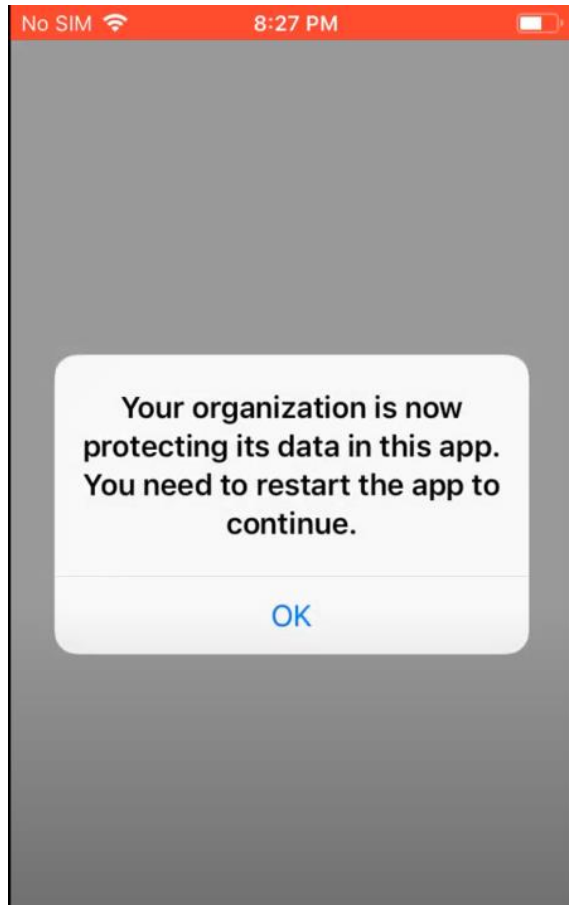 No SIM 8:27 PM
Your organization is now
protecting its data in this app.
You need to restart the app to
continue.
OK